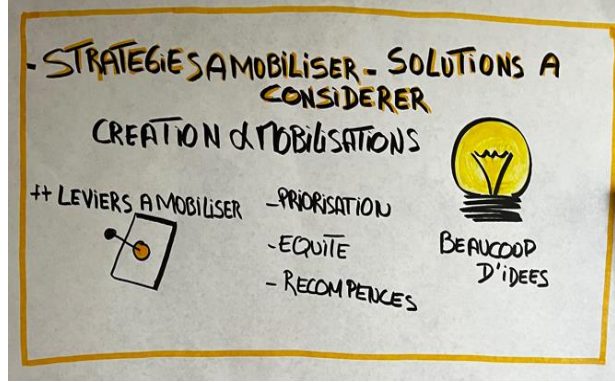 - STRATEGIES A MOBILISER - SOLUTIONS A
CONSIDERER
CREATION & MOBILISATIONS
++ LEVIERS A MOBILISER
- PRIORISATION
- EQUITE
- RECOMPENCES
BEAUCOUP
D'IDEES